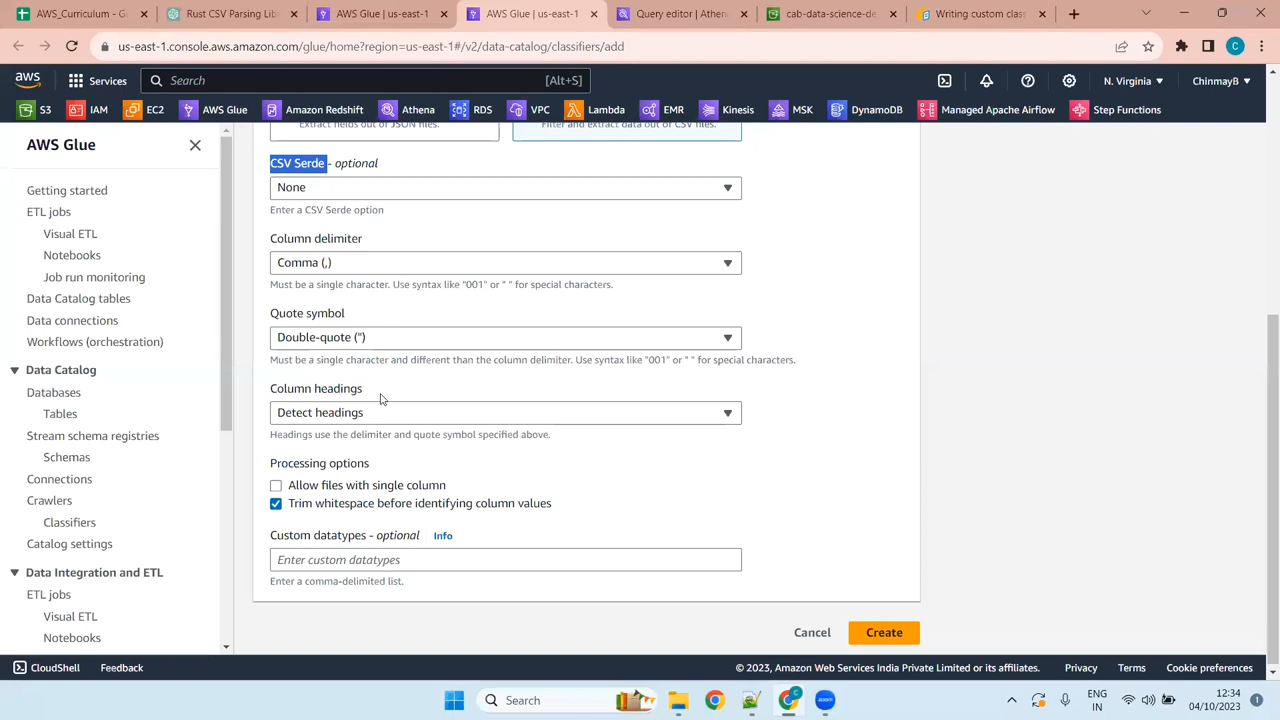 AWS_Curriculum - G
Rust CSV Parsing Lib
AWS Glue | us-east-1
AWS Glue | us-east-1
Query editor | Athen
cab-data-science-de
Writing custom class
us-east-1.console.aws.amazon.com/glue/home?region=us-east-1#/v2/data-catalog/classifiers/add
C
aws
Services
Search
[Alt+S]
N. Virginia
ChinmayB
S3
IAM
EC2
AWS Glue
Amazon Redshift
Athena
RDS
VPC
Lambda
EMR
Kinesis
MSK
DynamoDB
Managed Apache Airflow
Step Functions
AWS Glue
Getting started
ETL jobs
Visual ETL
Notebooks
Job run monitoring
Data Catalog tables
Data connections
Workflows (orchestration)
Data Catalog
Databases
Tables
Stream schema registries
Schemas
Connections
Crawlers
Classifiers
Catalog settings
Data Integration and ETL
ETL jobs
Visual ETL
Notebooks
Extract fields out of JSON files.
Filter and extract data out of CSV files.
CSV Serde - optional
None
Enter a CSV Serde option
Column delimiter
Comma (,)
Must be a single character. Use syntax like "001" or " " for special characters.
Quote symbol
Double-quote (")
Must be a single character and different than the column delimiter. Use syntax like "001" or " " for special characters.
Column headings
Detect headings
Headings use the delimiter and quote symbol specified above.
Processing options
Allow files with single column
Trim whitespace before identifying column values
Custom datatypes - optional Info
Enter custom datatypes
Enter a comma-delimited list.
Cancel
Create
CloudShell
Feedback
© 2023, Amazon Web Services India Private Limited or its affiliates.
Privacy
Terms
Cookie preferences
Search
zoom
ENG
IN
12:34
04/10/2023